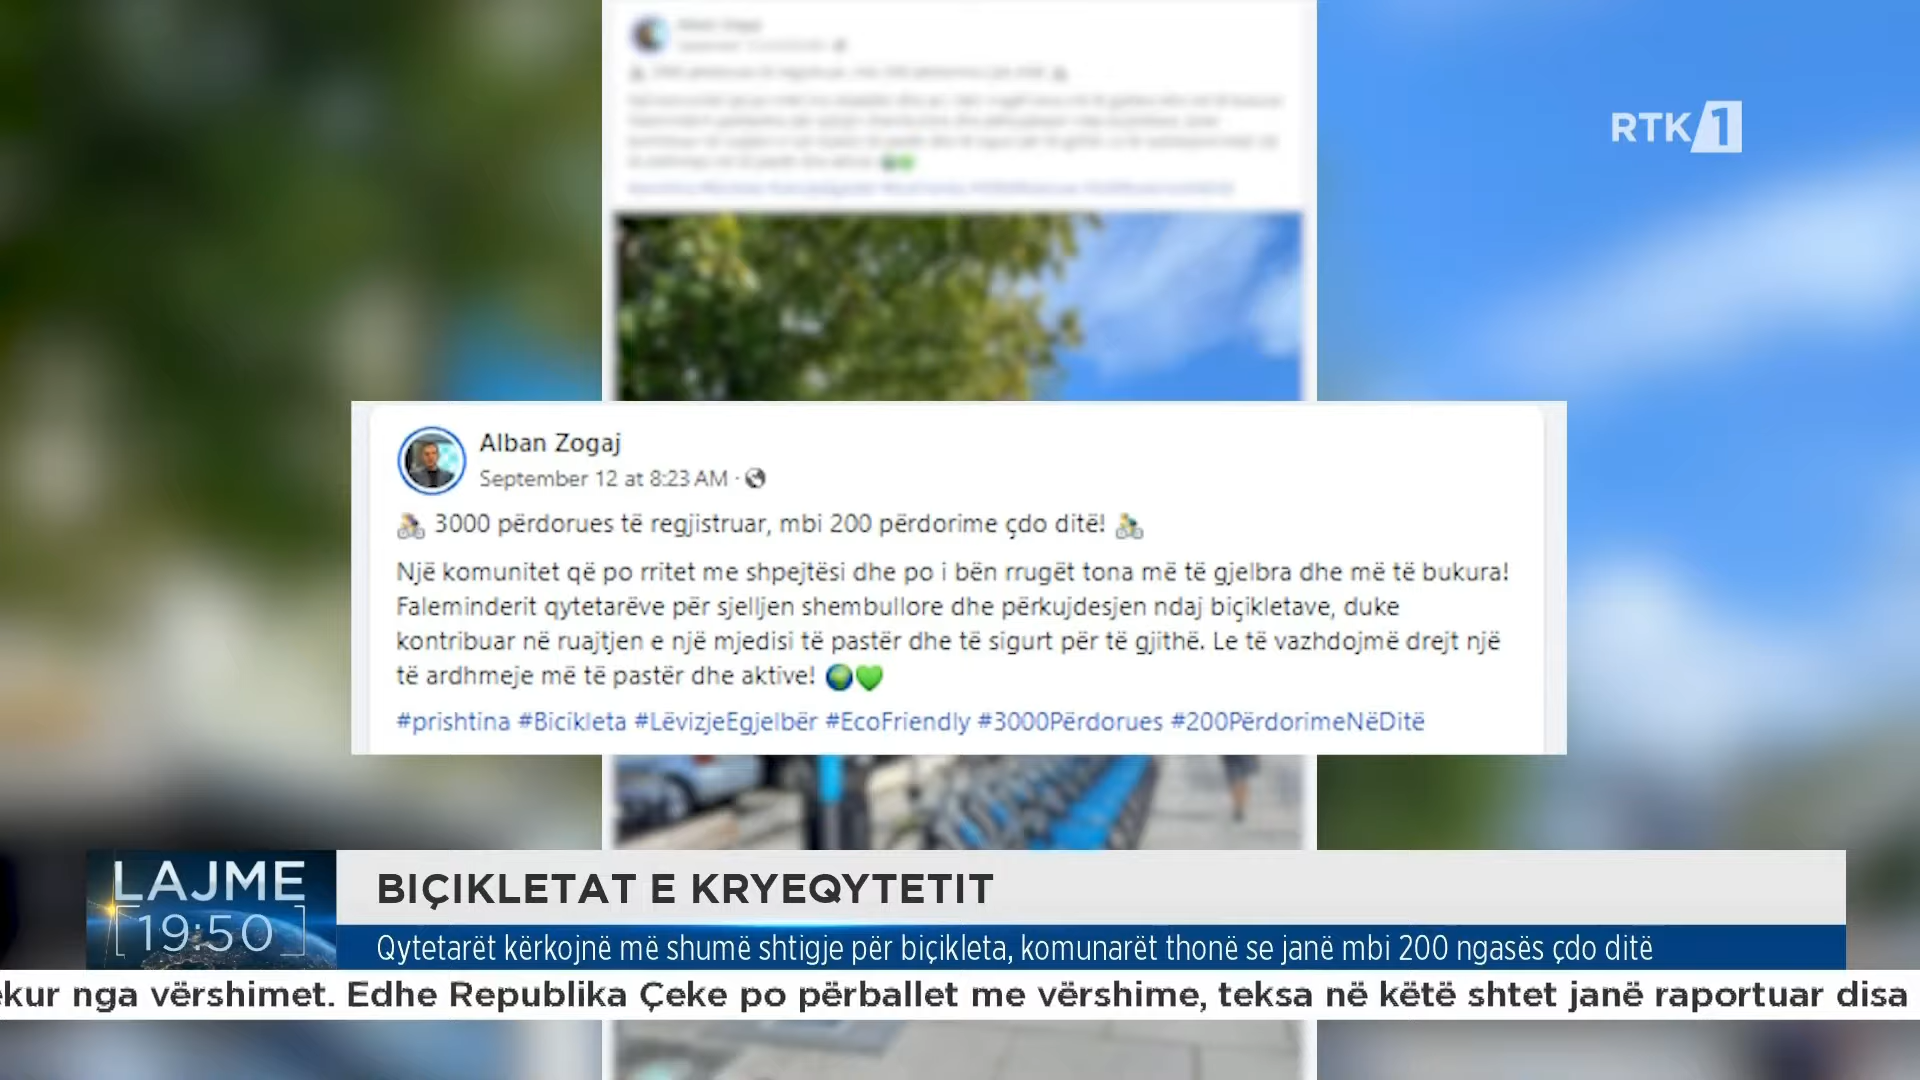 RTK 1
Alban Zogaj
September 12 at 8:23 AM ·
3000 përdorues të regjistruar, mbi 200 përdorime çdo ditë!
Një komunitet që po rritet me shpejtësi dhe po i bën rrugët tona më të gjelbra dhe më të bukura!
Faleminderit qytetarëve për sjelljen shembullore dhe përkujdesjen ndaj biçikletave, duke
kontribuar në ruajtjen e një mjedisi të pastër dhe të sigurt për të gjithë. Le të vazhdojmë drejt një
të ardhmeje më të pastër dhe aktive! 🌍💚
#prishtina #Bicikleta #LëvizjeEgjelbër #EcoFriendly #3000Përdorues #200PërdorimeNëDitë
LAJME
[19:50]
BIÇIKLETAT E KRYEQYTETIT
Qytetarët kërkojnë më shumë shtigje për biçikleta, komunarët thonë se janë mbi 200 ngasës çdo ditë
ekur nga vërshimet. Edhe Republika Çeke po përballet me vërshime, teksa në këtë shtet janë raportuar disa